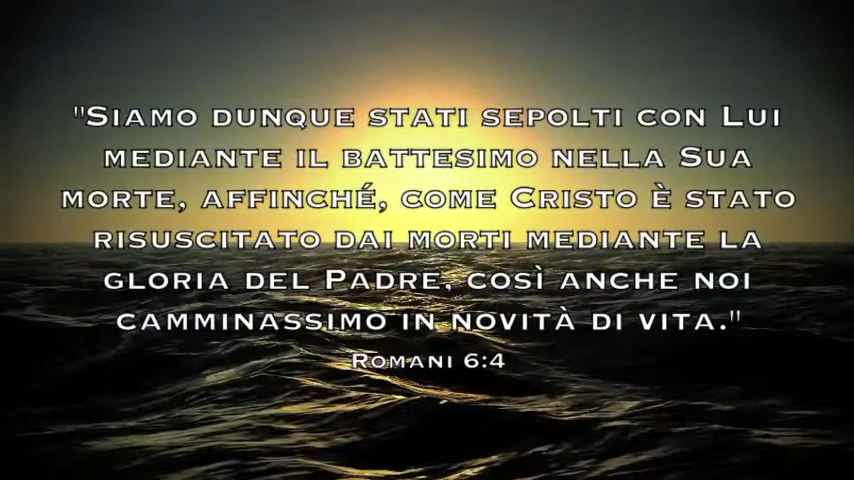 "Siamo dunque stati sepolti con Lui
mediante il battesimo nella Sua
morte, affinché, come Cristo è stato
risuscitato dai morti mediante la
gloria del Padre, così anche noi
camminassimo in novità di vita."
Romani 6:4